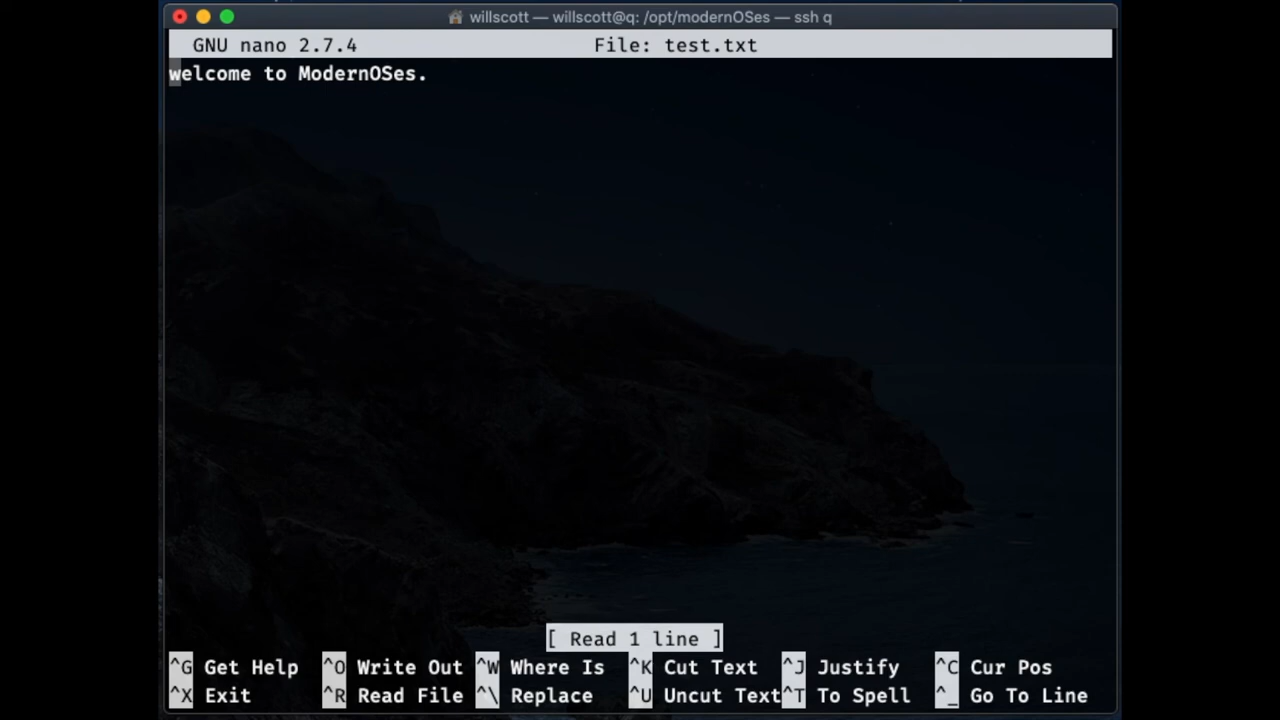 willscott — willscott@q: /opt/modernOSes — ssh q
GNU nano 2.7.4 File: test.txt
welcome to ModernOSes.
[ Read 1 line ]
^G Get Help ^O Write Out ^W Where Is ^K Cut Text ^J Justify ^C Cur Pos
^X Exit ^R Read File ^\ Replace ^U Uncut Text ^T To Spell ^_ Go To Line